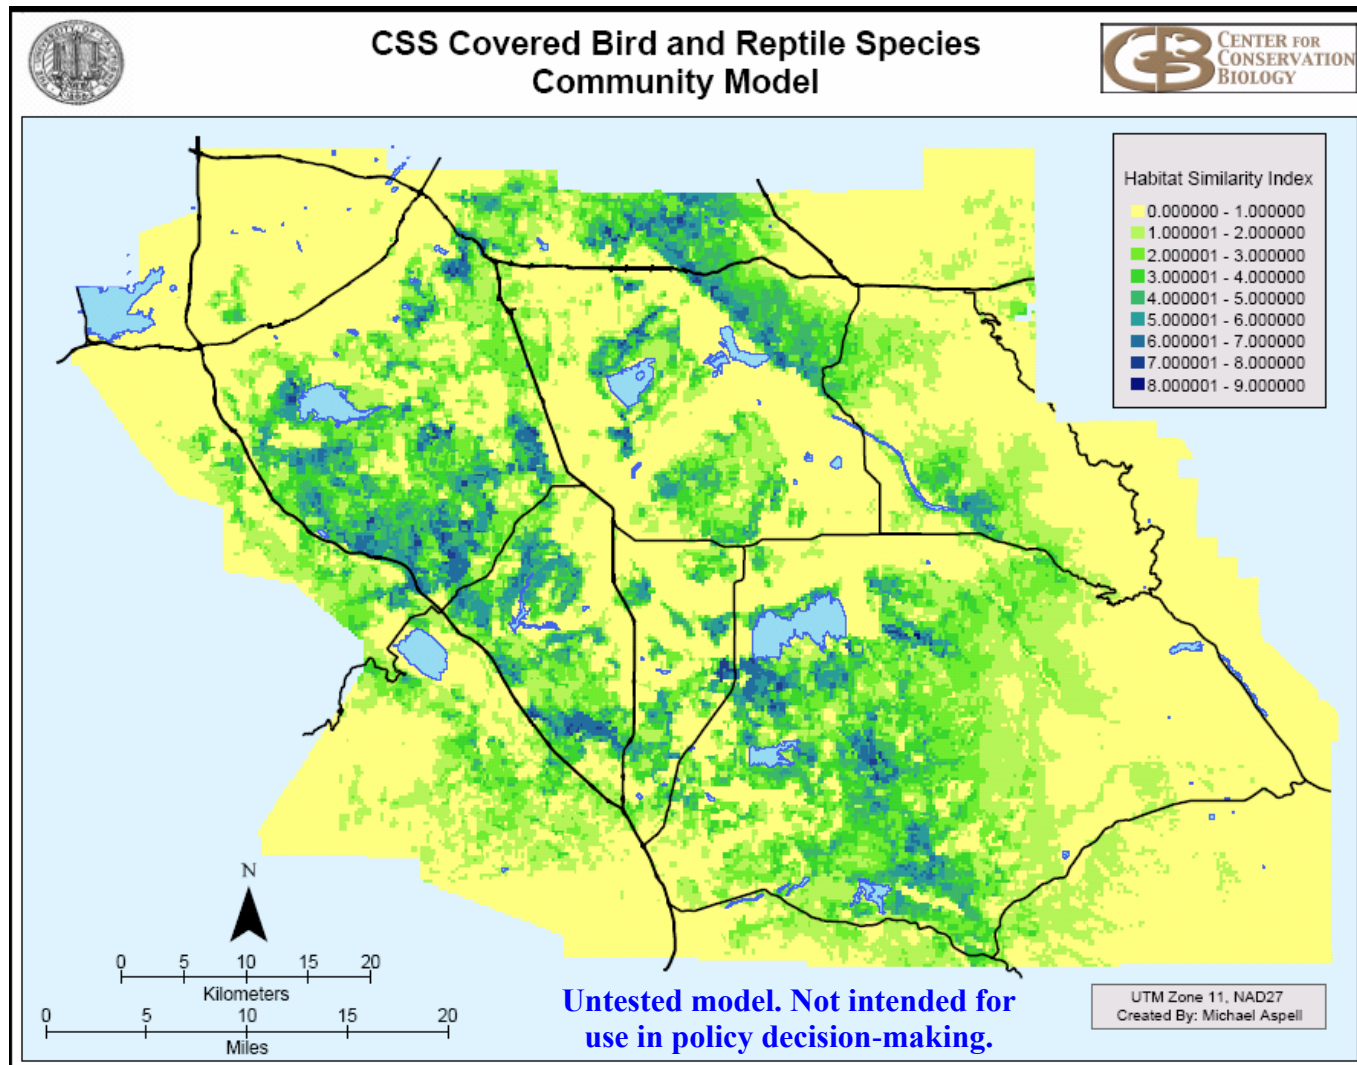 CSS Covered Bird and Reptile Species
Community Model
CENTER FOR
CONSERVATION
BIOLOGY
Habitat Similarity Index
0.000000 - 1.000000
1.000001 - 2.000000
2.000001 - 3.000000
3.000001 - 4.000000
4.000001 - 5.000000
5.000001 - 6.000000
6.000001 - 7.000000
7.000001 - 8.000000
8.000001 - 9.000000
N
0 5 10 15 20
Kilometers
0 5 10 15 20
Miles
Untested model. Not intended for
use in policy decision-making.
UTM Zone 11, NAD27
Created By: Michael Aspell